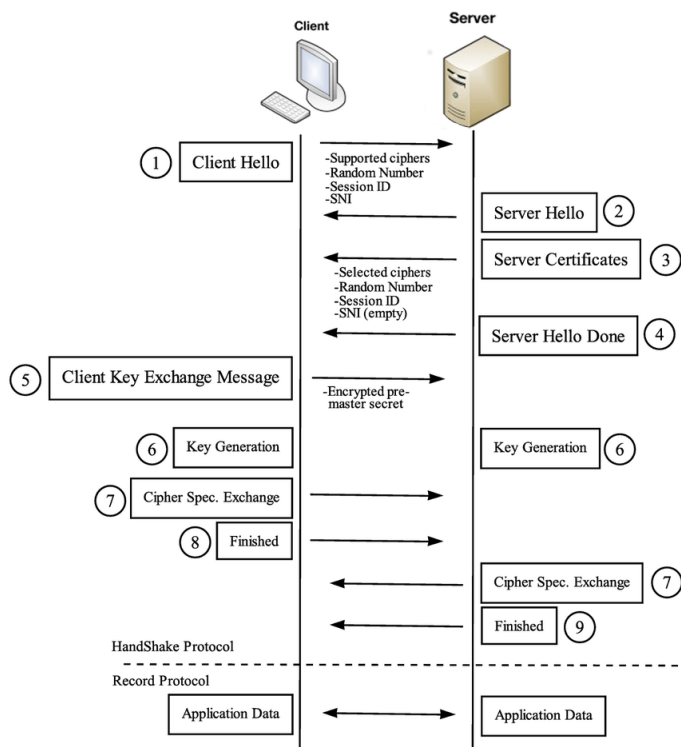 Client
Server
1
Client Hello
-Supported ciphers
-Random Number
-Session ID
-SNI
Server Hello
2
Server Certificates
3
-Selected ciphers
-Random Number
-Session ID
-SNI (empty)
Server Hello Done
4
5
Client Key Exchange Message
-Encrypted pre-
master secret
6
Key Generation
Key Generation
6
7
Cipher Spec. Exchange
8
Finished
Cipher Spec. Exchange
7
Finished
9
HandShake Protocol
Record Protocol
Application Data
Application Data